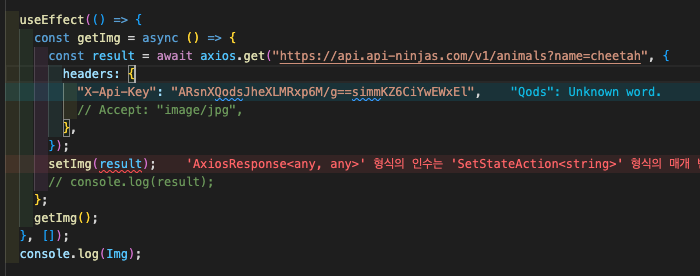 useEffect(() => {
const getImg = async () => {
const result = await axios.get("https://api.api-ninjas.com/v1/animals?name=cheetah", {
headers: {
"X-Api-Key": "ARsnXQodsJheXLMRxp6M/g==simmKZ6CiYwEWxEl", "Qods": Unknown word.
// Accept: "image/jpg",
},
});
setImg(result); 'AxiosResponse<any, any>' 형식의 인수는 'SetStateAction<string>' 형식의 매개
// console.log(result);
};
getImg();
}, []);
console.log(Img);